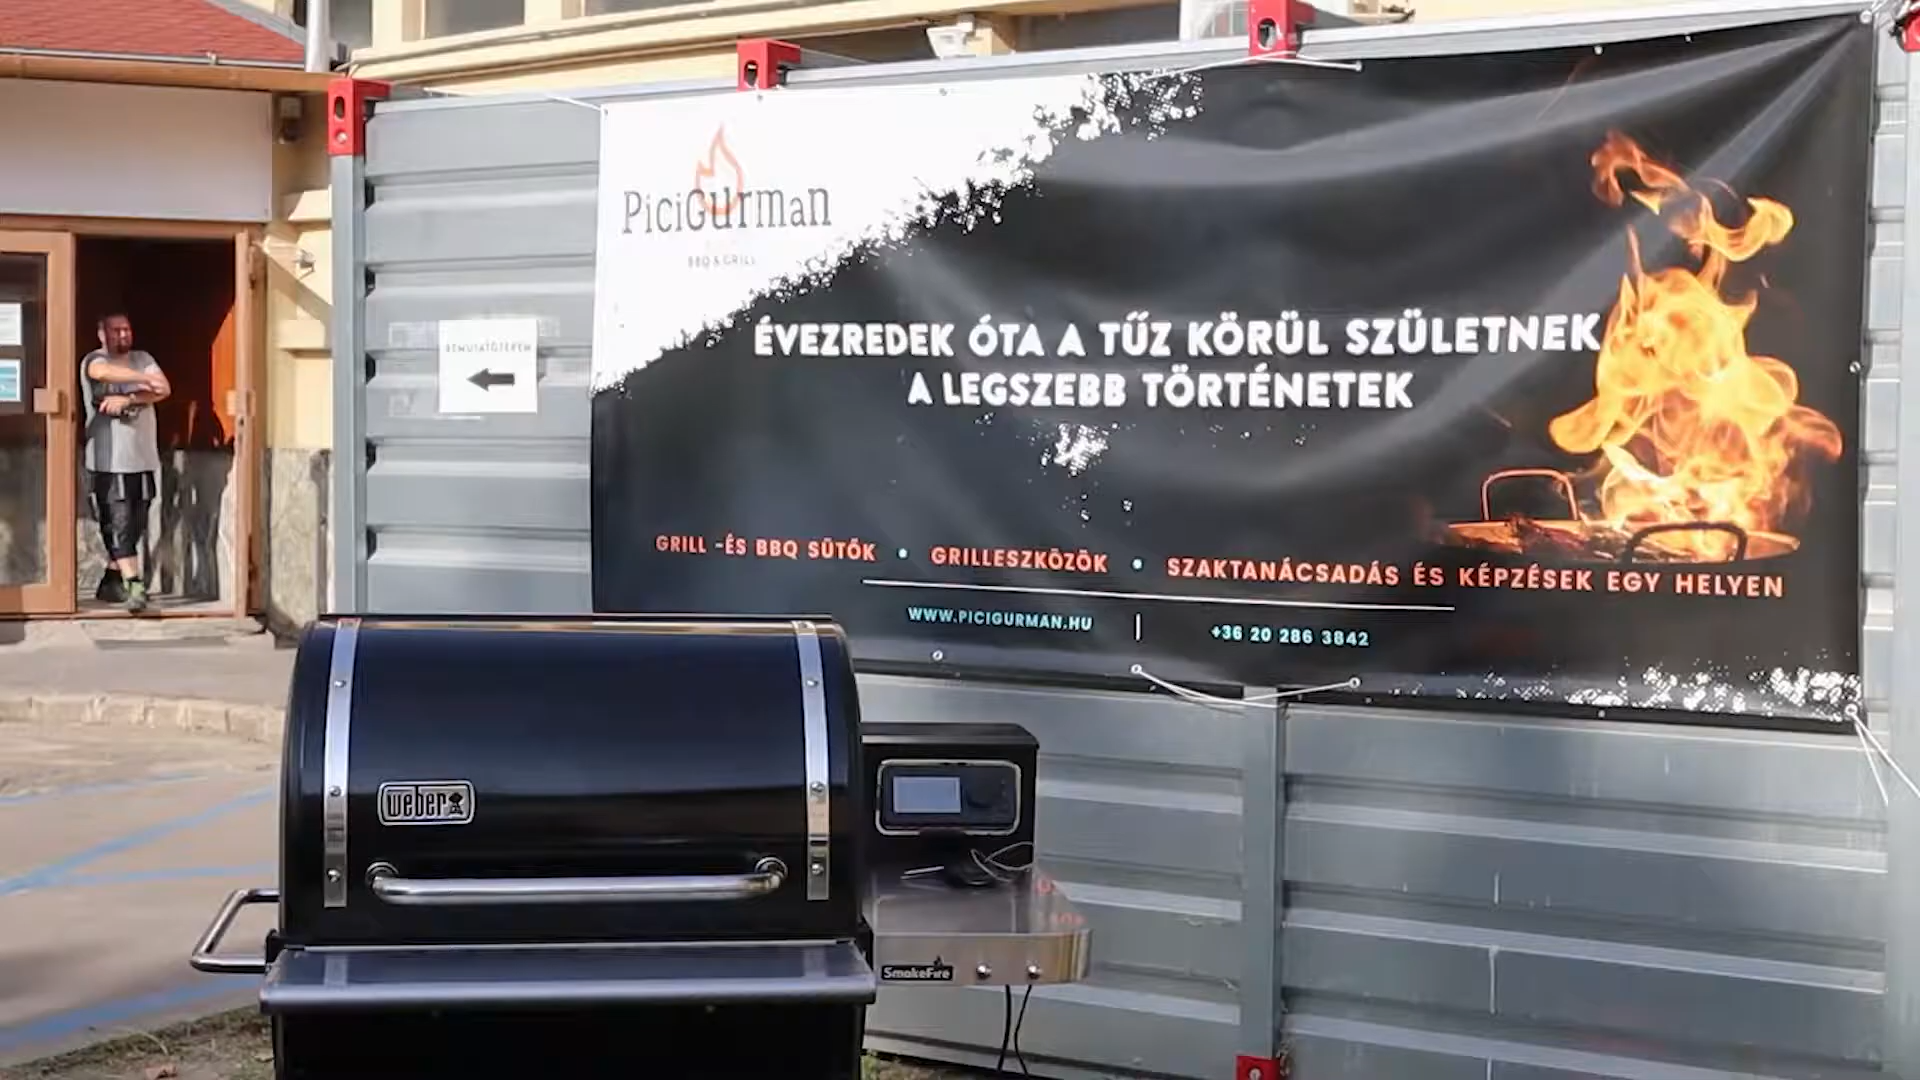 PiciGurman
BBQ & GRILL
BEMUTATÓTEREM
ÉVEZREDEK ÓTA A TŰZ KÖRÜL SZÜLETNEK
A LEGSZEBB TÖRTÉNETEK
GRILL -ÉS BBQ SÜTŐK • GRILLESZKÖZÖK • SZAKTANÁCSADÁS ÉS KÉPZÉSEK EGY HELYEN
WWW.PICIGURMAN.HU | +36 20 286 3842
weber
SmokeFire